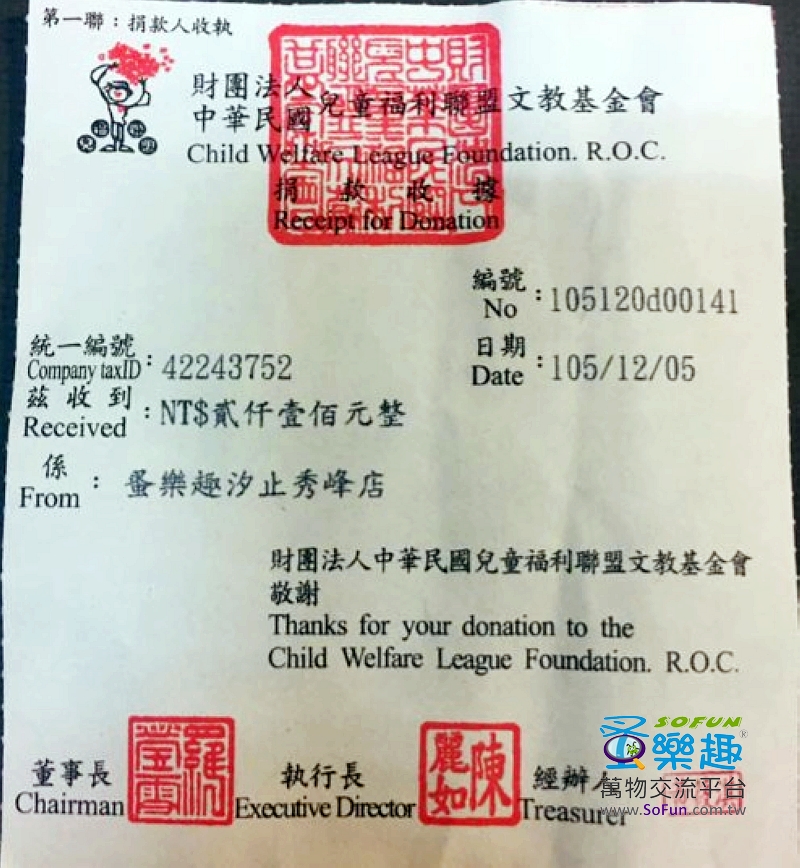 第一聯：捐款人收執
財團法人
中華民國兒童福利聯盟文教基金會
Child Welfare League Foundation. R.O.C.
捐款收據
Receipt for Donation
編號
No：105120d00141
統一編號
Company taxID：42243752
日期
Date：105/12/05
茲收到
Received：NT$貳仟壹佰元整
係
From：蚤樂趣汐止秀峰店
財團法人中華民國兒童福利聯盟文教基金會
敬謝
Thanks for your donation to the
Child Welfare League Foundation. R.O.C.
董事長
Chairman
執行長
Executive Director
陳麗如
經辦人
Treasurer
SOFUN
蚤樂趣®
萬物交流平台
www.SoFun.com.tw